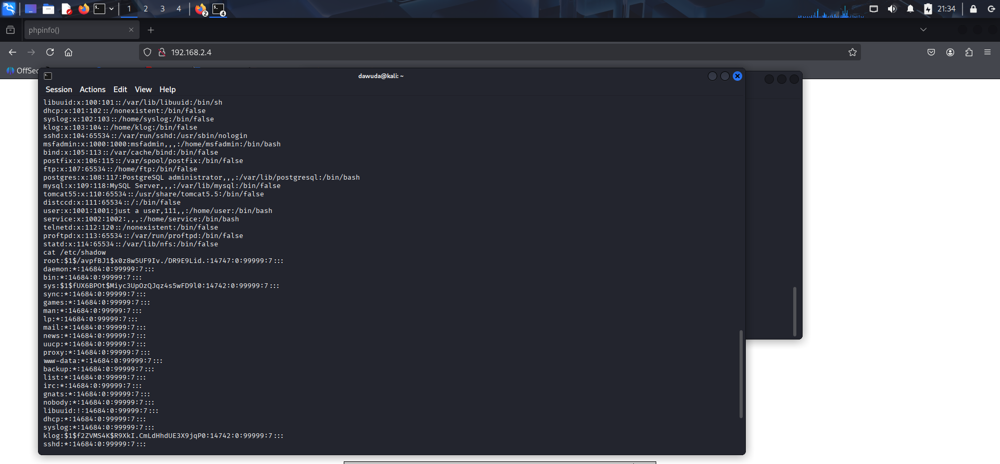 1 2 3 4 2 4 21:34
phpinfo()
192.168.2.4
OffSec
dawuda@kali: ~
Session Actions Edit View Help
libuuid:x:100:101::/var/lib/libuuid:/bin/sh
dhcp:x:101:102::/nonexistent:/bin/false
syslog:x:102:103::/home/syslog:/bin/false
klog:x:103:104::/home/klog:/bin/false
sshd:x:104:65534::/var/run/sshd:/usr/sbin/nologin
msfadmin:x:1000:1000:msfadmin,,,:/home/msfadmin:/bin/bash
bind:x:105:113::/var/cache/bind:/bin/false
postfix:x:106:115::/var/spool/postfix:/bin/false
ftp:x:107:65534::/home/ftp:/bin/false
postgres:x:108:117:PostgreSQL administrator,,,:/var/lib/postgresql:/bin/bash
mysql:x:109:118:MySQL Server,,,:/var/lib/mysql:/bin/false
tomcat55:x:110:65534::/usr/share/tomcat5.5:/bin/false
distccd:x:111:65534::/:/bin/false
user:x:1001:1001:just a user,111,,:/home/user:/bin/bash
service:x:1002:1002:,,,:/home/service:/bin/bash
telnetd:x:112:120::/nonexistent:/bin/false
proftpd:x:113:65534::/var/run/proftpd:/bin/false
statd:x:114:65534::/var/lib/nfs:/bin/false
cat /etc/shadow
root:$1$/avpfBJ1$x0z8w5UF9Iv./DR9E9Lid.:14747:0:99999:7:::
daemon:*:14684:0:99999:7:::
bin:*:14684:0:99999:7:::
sys:$1$fUX6BPOt$Miyc3UpOzQJqz4s5wFD9l0:14742:0:99999:7:::
sync:*:14684:0:99999:7:::
games:*:14684:0:99999:7:::
man:*:14684:0:99999:7:::
lp:*:14684:0:99999:7:::
mail:*:14684:0:99999:7:::
news:*:14684:0:99999:7:::
uucp:*:14684:0:99999:7:::
proxy:*:14684:0:99999:7:::
www-data:*:14684:0:99999:7:::
backup:*:14684:0:99999:7:::
list:*:14684:0:99999:7:::
irc:*:14684:0:99999:7:::
gnats:*:14684:0:99999:7:::
nobody:*:14684:0:99999:7:::
libuuid:!:14684:0:99999:7:::
dhcp:*:14684:0:99999:7:::
syslog:*:14684:0:99999:7:::
klog:$1$f2ZVMS4K$R9XkI.CmLdHhdUE3X9jqP0:14742:0:99999:7:::
sshd:*:14684:0:99999:7:::